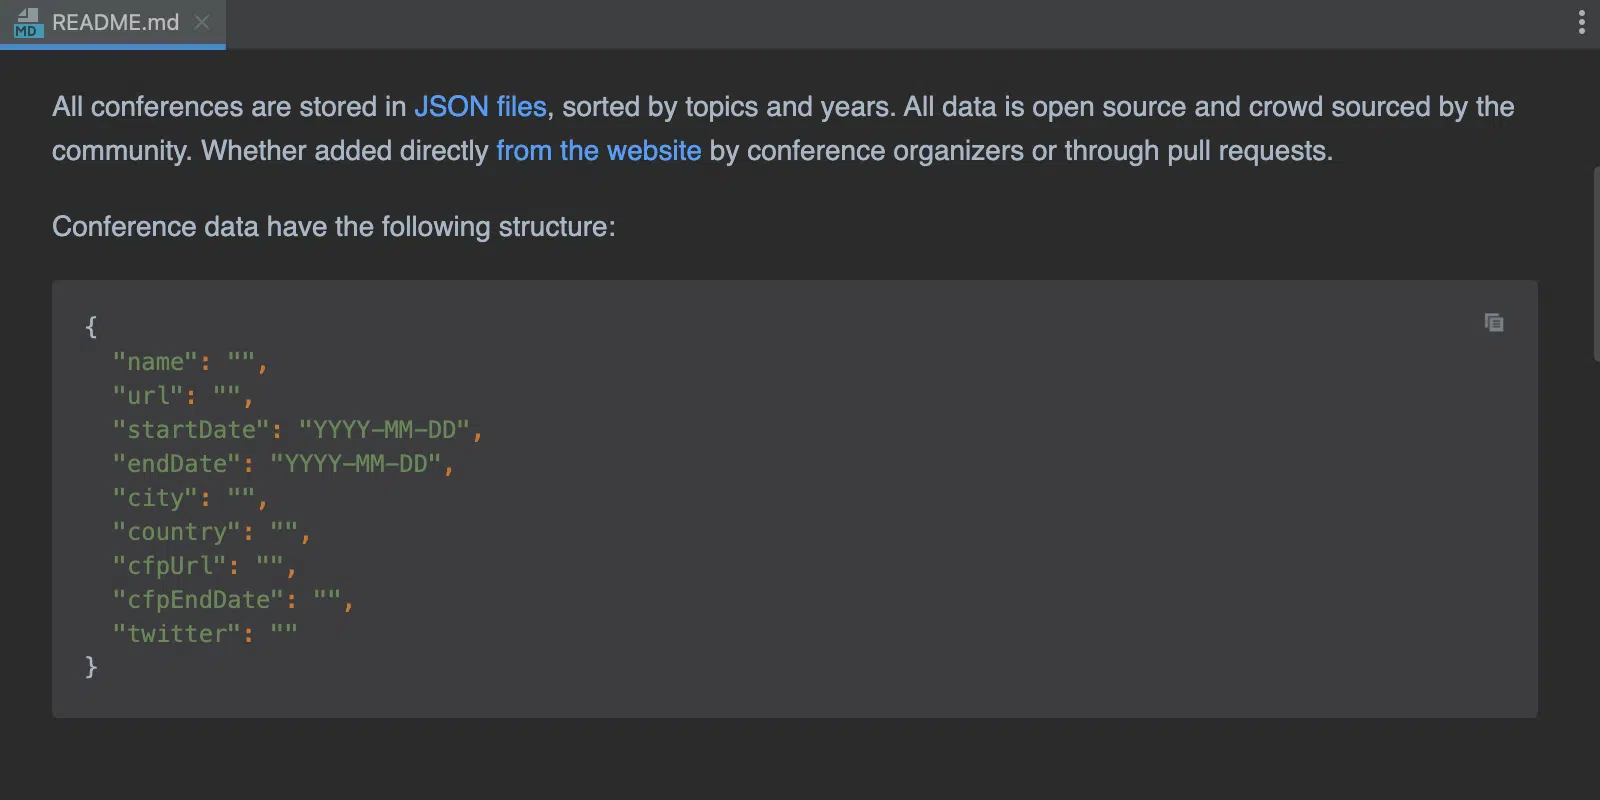 MD README.md
All conferences are stored in JSON files, sorted by topics and years. All data is open source and crowd sourced by the
community. Whether added directly from the website by conference organizers or through pull requests.
Conference data have the following structure:
{
  "name": "",
  "url": "",
  "startDate": "YYYY-MM-DD",
  "endDate": "YYYY-MM-DD",
  "city": "",
  "country": "",
  "cfpUrl": "",
  "cfpEndDate": "",
  "twitter": ""
}